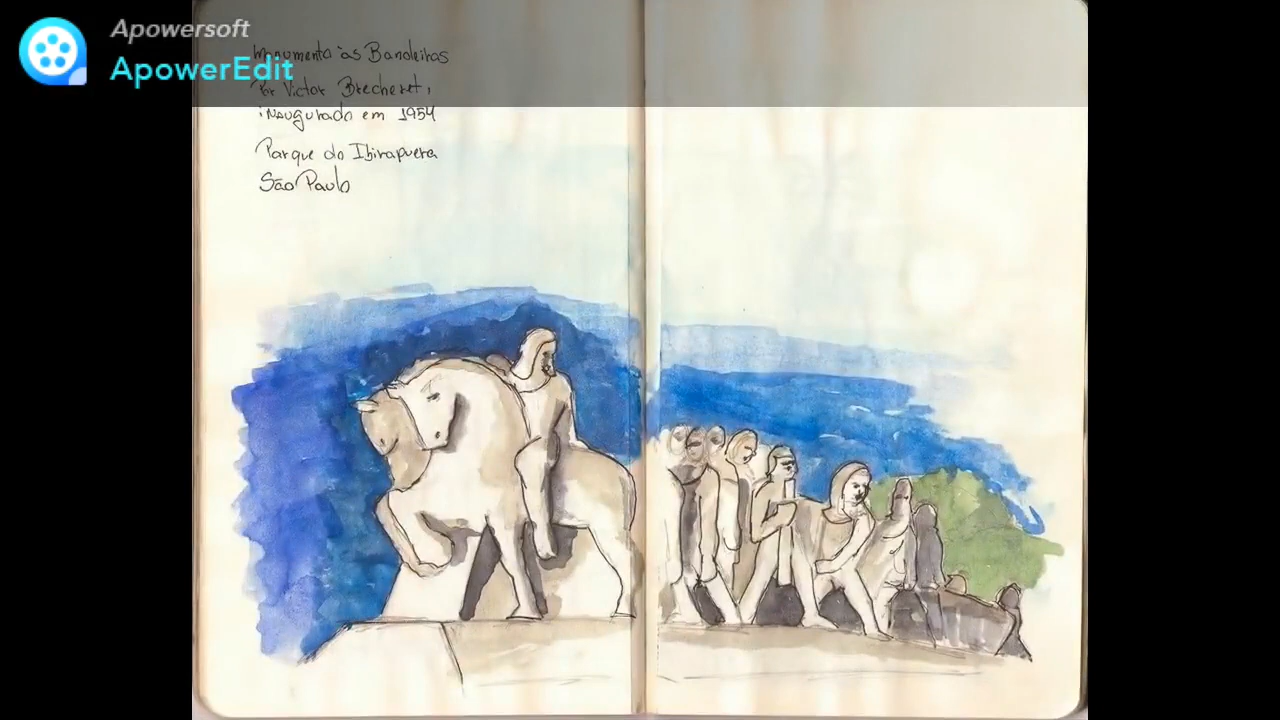 Apowersoft
ApowerEdit
Monumento às Bandeiras
Por Victor Brecheret,
inaugurado em 1954
Parque do Ibirapuera
São Paulo